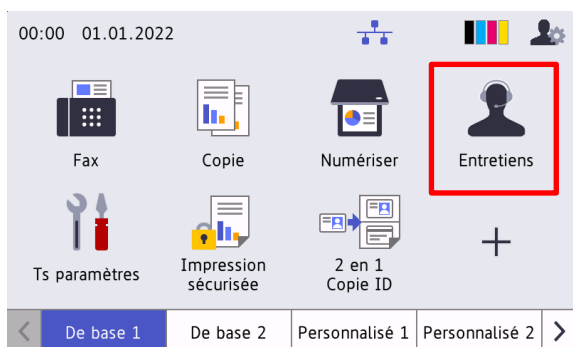 00:00 01.01.2022
Fax
Copie
Numériser
Entretiens
Ts paramètres
Impression
sécurisée
2 en 1
Copie ID
De base 1
De base 2
Personnalisé 1
Personnalisé 2